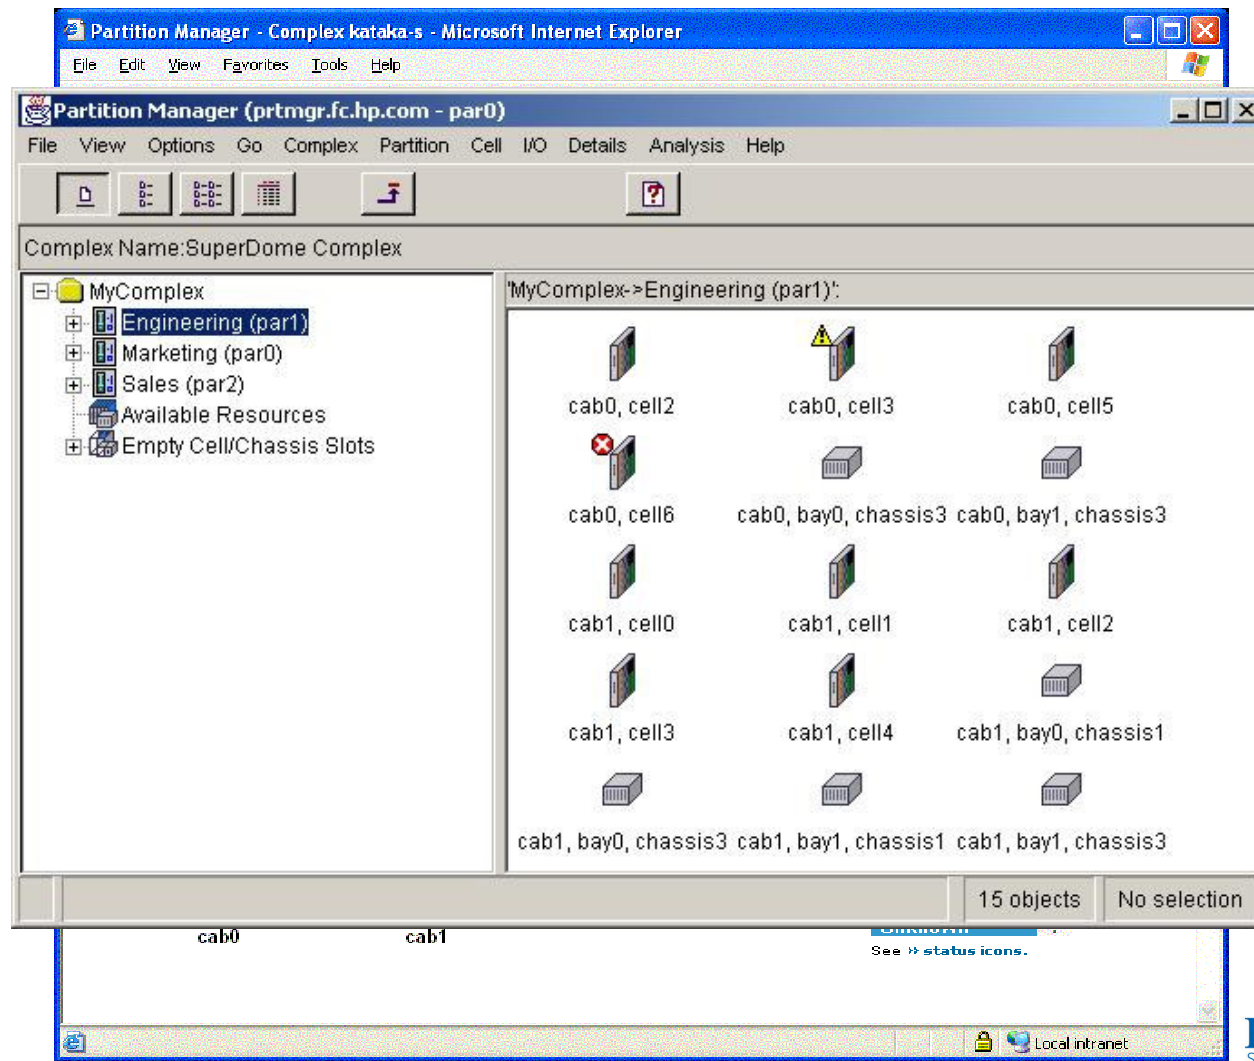 Partition Manager - Complex kataka-s - Microsoft Internet Explorer
File Edit View Favorites Tools Help
Partition Manager (prtmgr.fc.hp.com - par0)
File View Options Go Complex Partition Cell I/O Details Analysis Help
Complex Name:SuperDome Complex
MyComplex
Engineering (par1)
Marketing (par0)
Sales (par2)
Available Resources
Empty Cell/Chassis Slots
'MyComplex->Engineering (par1)':
cab0, cell2 cab0, cell3 cab0, cell5
cab0, cell6 cab0, bay0, chassis3 cab0, bay1, chassis3
cab1, cell0 cab1, cell1 cab1, cell2
cab1, cell3 cab1, cell4 cab1, bay0, chassis1
cab1, bay0, chassis3 cab1, bay1, chassis1 cab1, bay1, chassis3
15 objects No selection
cab0 cab1
See » status icons.
Local intranet